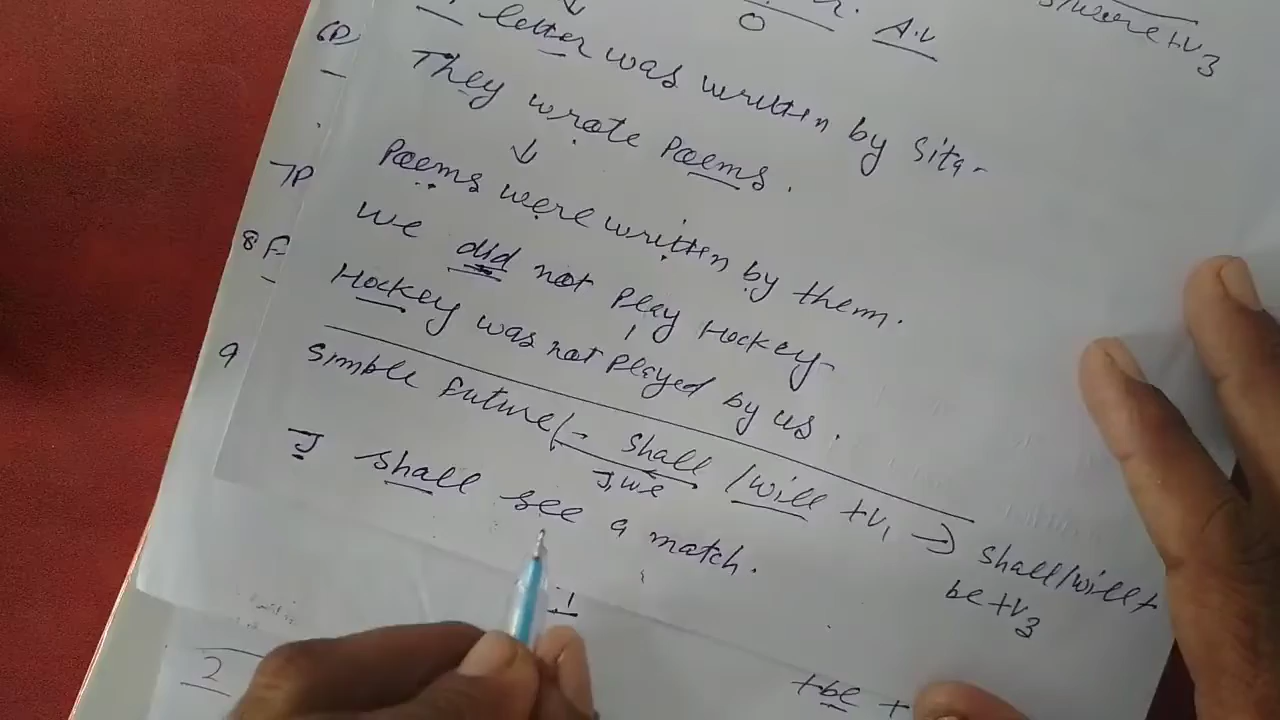 A.V
letter was written by Sita.
They wrote Poems.
Poems were written by them.
We did not Play Hockey
Hockey was not Played by us.
Simble future(- Shall /will +V1 → Shall/will+
I, we
be+V3
I shall see a match.
6P
7P
8 F
9
2
+be +
O
s/were+V3